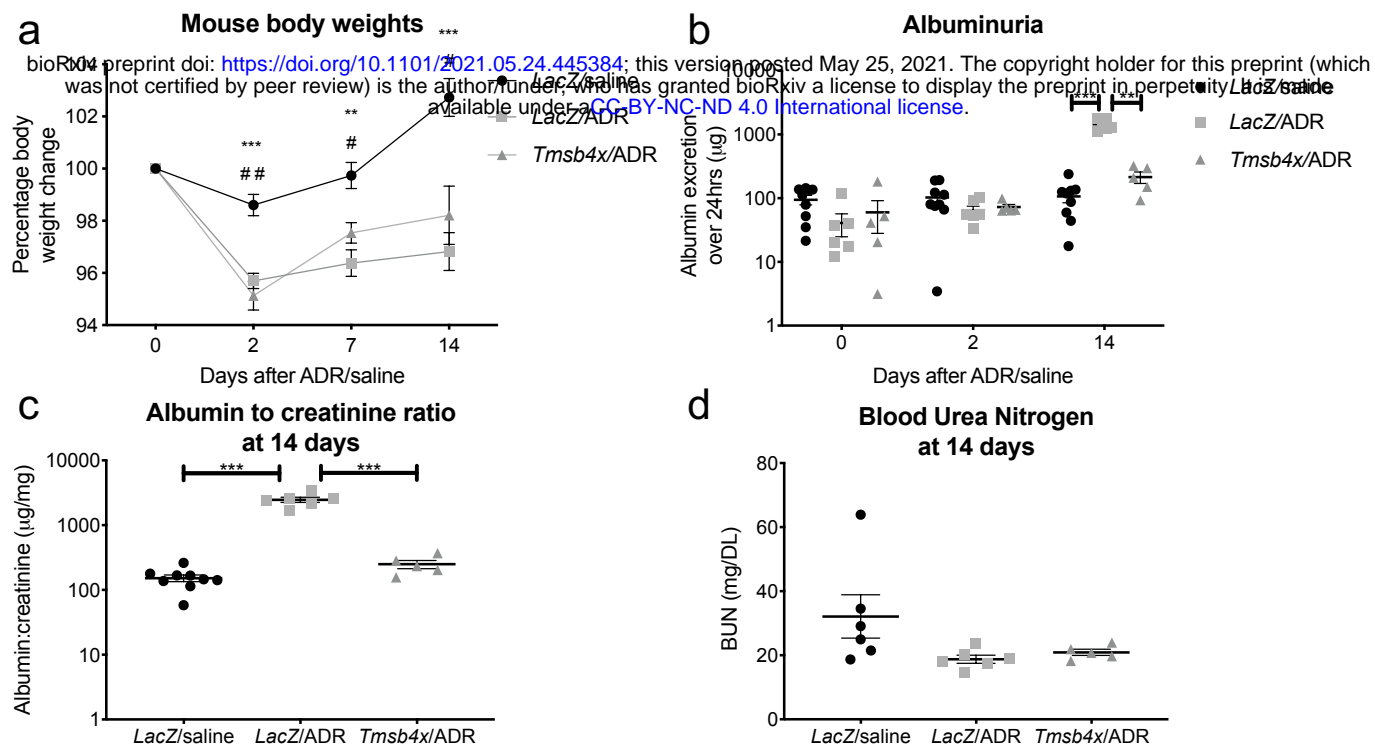 a
Mouse body weights
b
Albuminuria
bioRxiv preprint doi: https://doi.org/10.1101/2021.05.24.445384; this version posted May 25, 2021. The copyright holder for this preprint (which
was not certified by peer review) is the author/funder, who has granted bioRxiv a license to display the preprint in perpetuity. It is made
available under aCC-BY-NC-ND 4.0 International license.
104
102
100
98
96
94
Percentage body
weight change
***
##
**
#
***
#
LacZ/saline
LacZ/ADR
Tmsb4x/ADR
0 2 7 14
Days after ADR/saline
10000
1000
100
10
1
Albumin excretion
over 24hrs (µg)
*** **
LacZ/saline
LacZ/ADR
Tmsb4x/ADR
0 2 14
Days after ADR/saline
c
Albumin to creatinine ratio
at 14 days
10000
1000
100
10
1
Albumin:creatinine (µg/mg)
*** ***
LacZ/saline LacZ/ADR Tmsb4x/ADR
d
Blood Urea Nitrogen
at 14 days
80
60
40
20
0
BUN (mg/DL)
LacZ/saline LacZ/ADR Tmsb4x/ADR